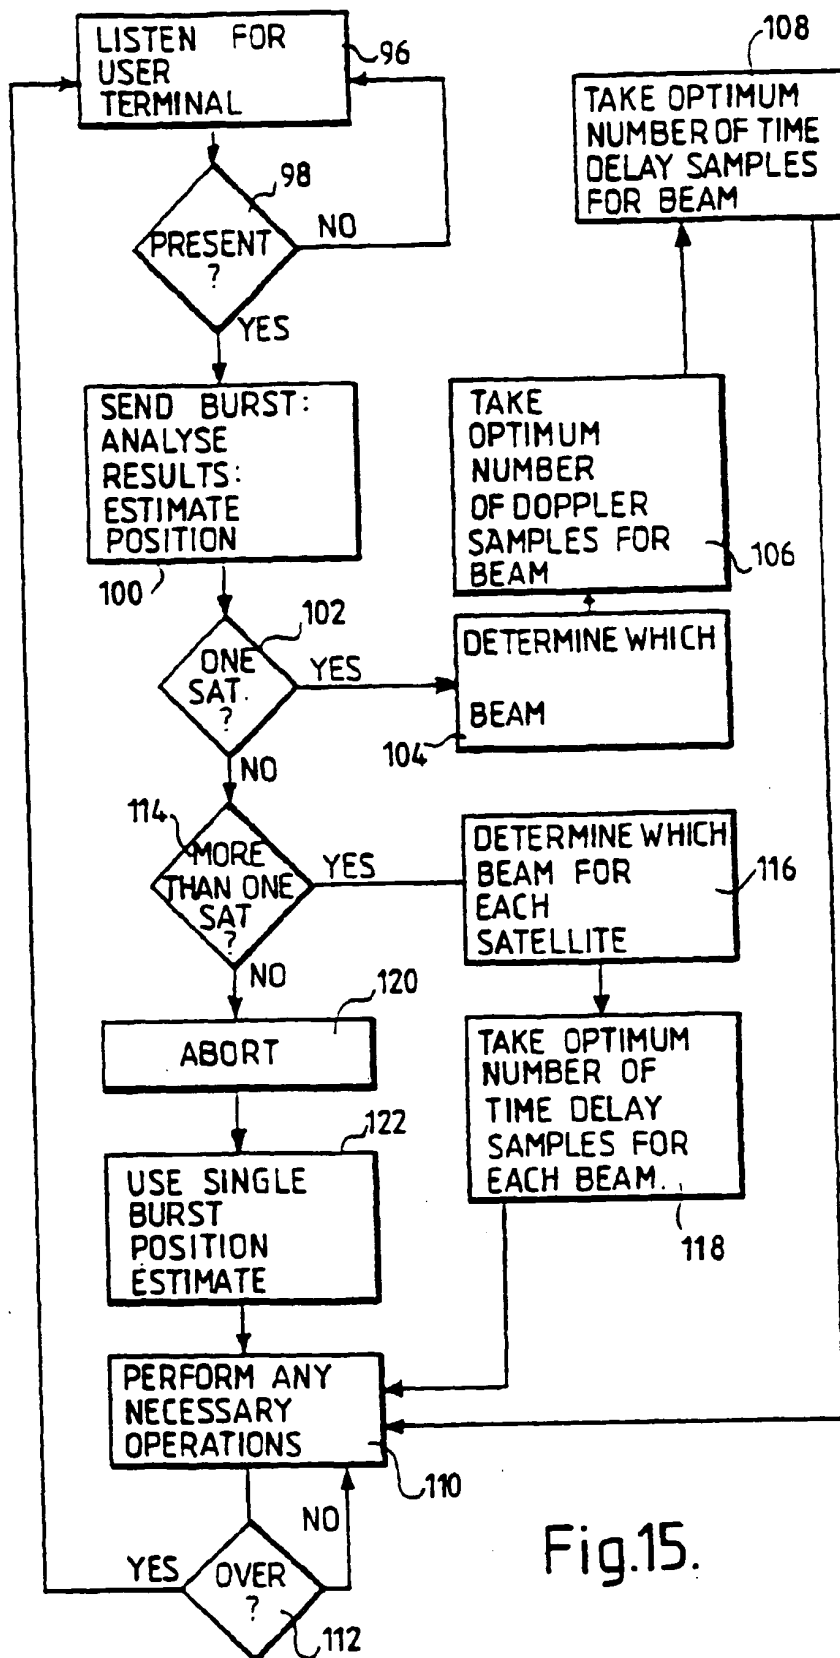 LISTEN FOR
USER
TERMINAL
96
98
PRESENT
?
NO
YES
SEND BURST:
ANALYSE
RESULTS:
ESTIMATE
POSITION
100
102
ONE
SAT.
?
YES
NO
DETERMINE WHICH
BEAM
104
TAKE
OPTIMUM
NUMBER
OF DOPPLER
SAMPLES FOR
BEAM
106
108
TAKE OPTIMUM
NUMBER OF TIME
DELAY SAMPLES
FOR BEAM
114
MORE
THAN ONE
SAT
?
YES
NO
DETERMINE WHICH
BEAM FOR
EACH
SATELLITE
116
TAKE OPTIMUM
NUMBER OF
TIME DELAY
SAMPLES FOR
EACH BEAM.
118
120
ABORT
122
USE SINGLE
BURST
POSITION
ESTIMATE
PERFORM ANY
NECESSARY
OPERATIONS
110
NO
YES
OVER
?
112
Fig.15.